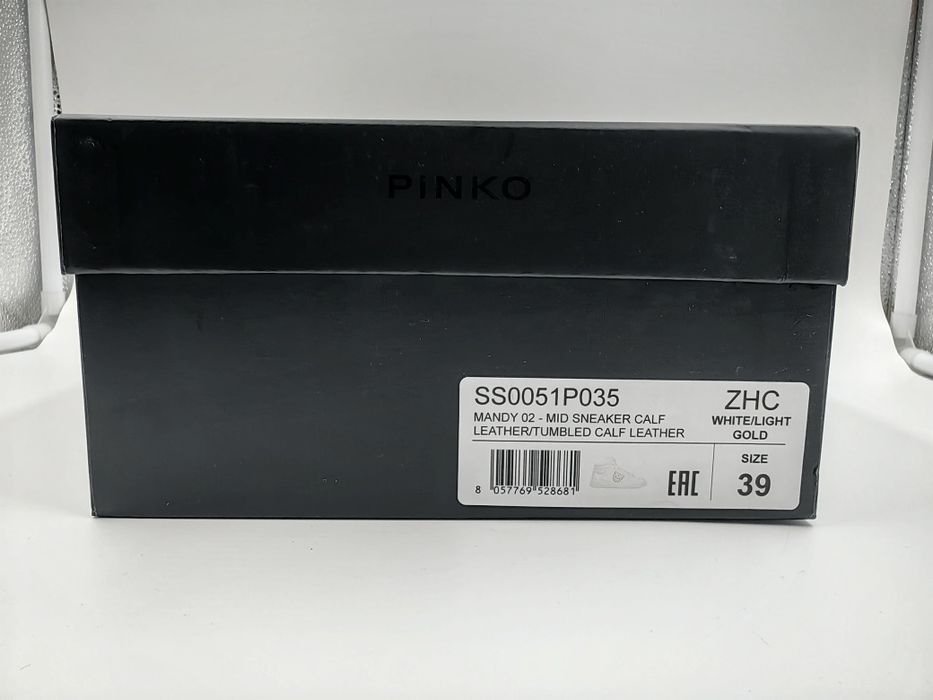 PiNKO
SS0051P035
MANDY 02 - MID SNEAKER CALF
LEATHER/TUMBLED CALF LEATHER
ZHC
WHITE/LIGHT
GOLD
8 057769 528681
EAC
SIZE
39